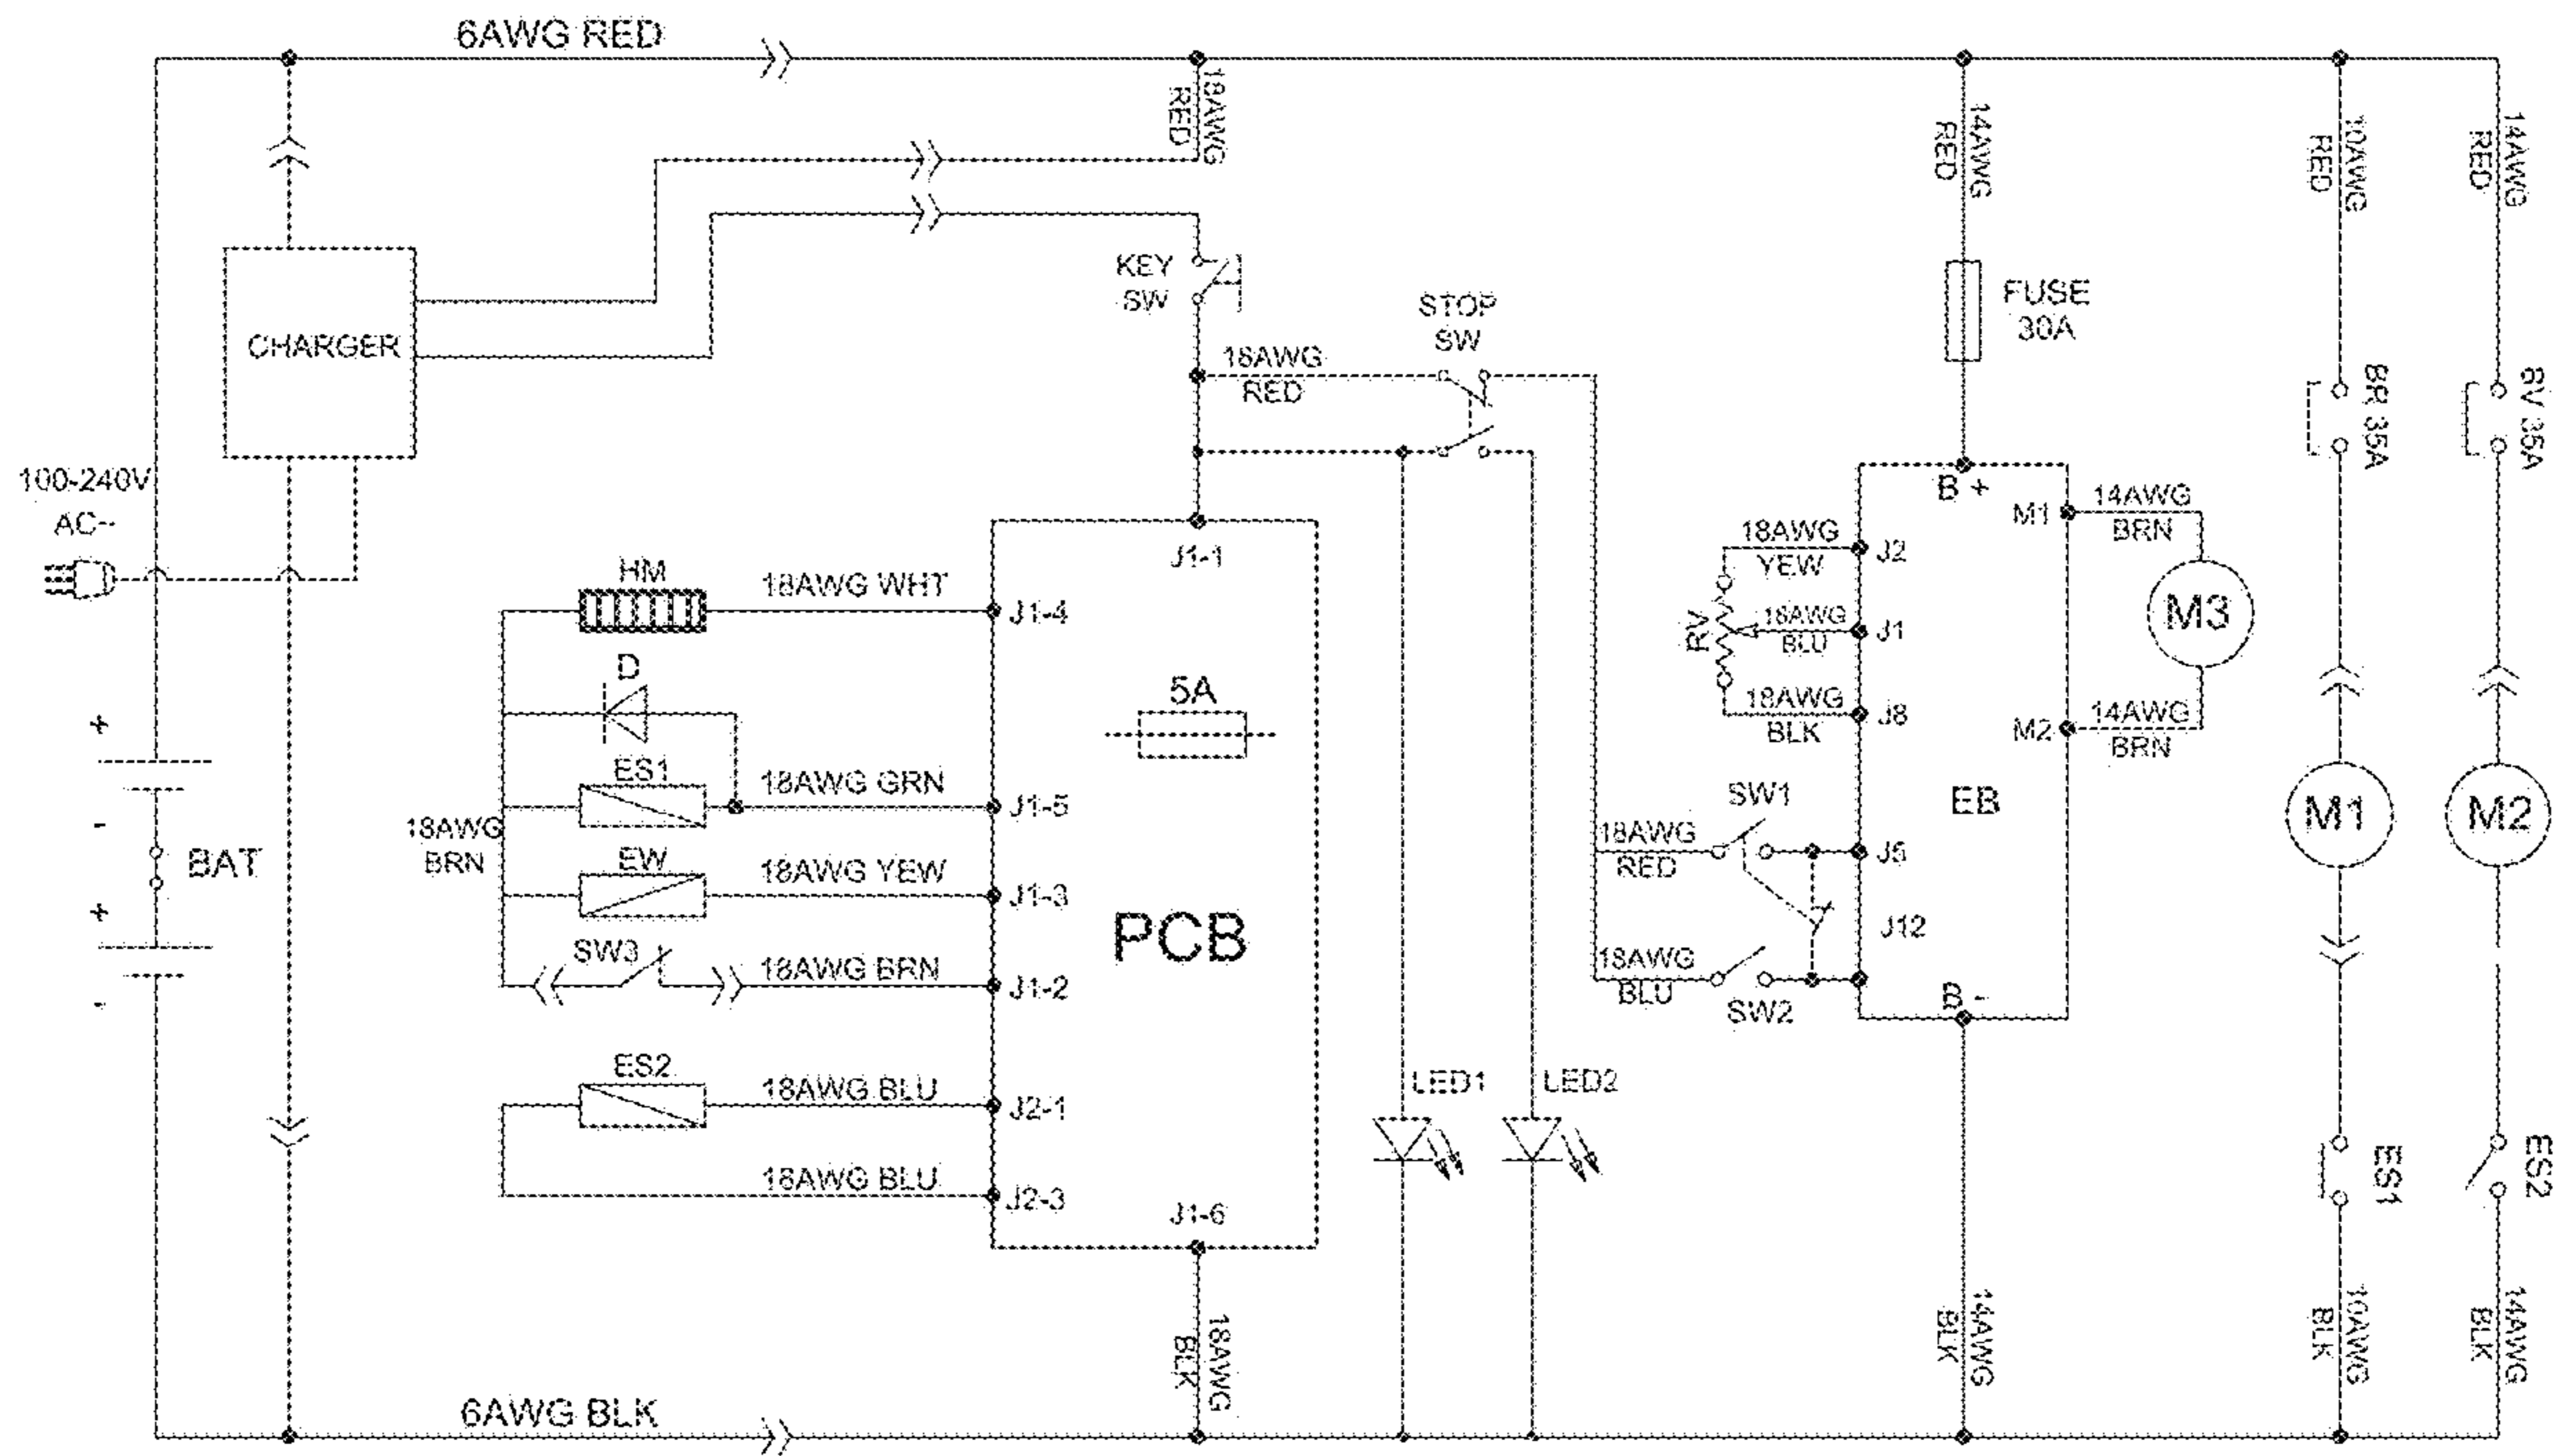 6AWG RED
18AWG
RED
14AWG
RED
10AWG
RED
14AWG
RED
CHARGER
KEY
SW
STOP
SW
18AWG
RED
FUSE
30A
BR 35A
BV 35A
100-240V
AC~
B +
M1
14AWG
BRN
J1-1
HM
18AWG WHT
J1-4
18AWG
YEW
J2
18AWG
BLU
J1
RV
M3
D
5A
18AWG
BLK
J8
M2
14AWG
BRN
+
-
BAT
+
-
ES1
18AWG GRN
J1-5
18AWG
BRN
EW
18AWG YEW
J1-3
PCB
SW3
18AWG BRN
J1-2
SW1
18AWG
RED
J5
EB
J12
18AWG
BLU
SW2
B -
M1
M2
ES2
18AWG BLU
J2-1
18AWG BLU
J2-3
J1-6
LED1
LED2
ES1
ES2
18AWG
BLK
14AWG
BLK
10AWG
BLK
14AWG
BLK
6AWG BLK